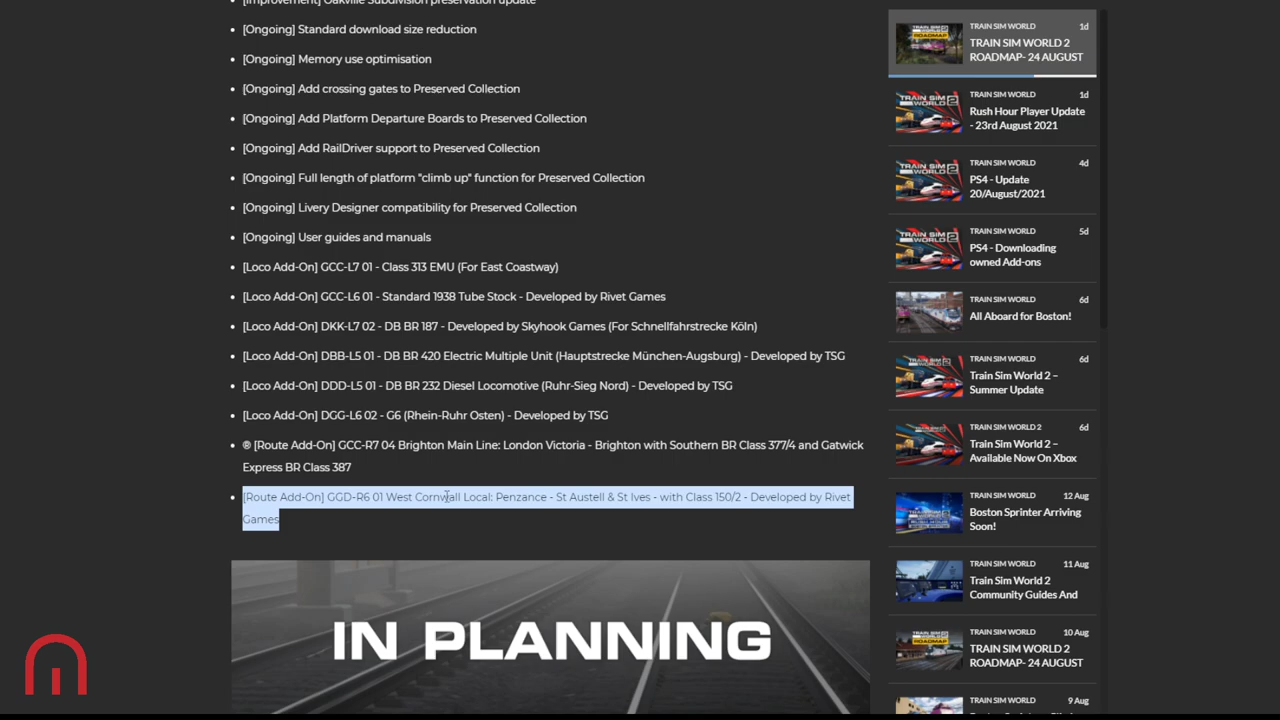 [Improvement] Oakville Subdivision preservation update
[Ongoing] Standard download size reduction
[Ongoing] Memory use optimisation
[Ongoing] Add crossing gates to Preserved Collection
[Ongoing] Add Platform Departure Boards to Preserved Collection
[Ongoing] Add RailDriver support to Preserved Collection
[Ongoing] Full length of platform "climb up" function for Preserved Collection
[Ongoing] Livery Designer compatibility for Preserved Collection
[Ongoing] User guides and manuals
[Loco Add-On] GCC-L7 01 - Class 313 EMU (For East Coastway)
[Loco Add-On] GCC-L6 01 - Standard 1938 Tube Stock - Developed by Rivet Games
[Loco Add-On] DKK-L7 02 - DB BR 187 - Developed by Skyhook Games (For Schnellfahrstrecke Köln)
[Loco Add-On] DBB-L5 01 - DB BR 420 Electric Multiple Unit (Hauptstrecke München-Augsburg) - Developed by TSG
[Loco Add-On] DDD-L5 01 - DB BR 232 Diesel Locomotive (Ruhr-Sieg Nord) - Developed by TSG
[Loco Add-On] DGG-L6 02 - G6 (Rhein-Ruhr Osten) - Developed by TSG
® [Route Add-On] GCC-R7 04 Brighton Main Line: London Victoria - Brighton with Southern BR Class 377/4 and Gatwick
Express BR Class 387
[Route Add-On] GGD-R6 01 West Cornwall Local: Penzance - St Austell & St Ives - with Class 150/2 - Developed by Rivet
Games
IN PLANNING
TRAIN SIM WORLD 1d
TRAIN SIM WORLD 2
ROADMAP- 24 AUGUST
TRAIN SIM WORLD 1d
Rush Hour Player Update
- 23rd August 2021
TRAIN SIM WORLD 4d
PS4 - Update
20/August/2021
TRAIN SIM WORLD 5d
PS4 - Downloading
owned Add-ons
TRAIN SIM WORLD 6d
All Aboard for Boston!
TRAIN SIM WORLD 6d
Train Sim World 2 –
Summer Update
TRAIN SIM WORLD 2 6d
Train Sim World 2 –
Available Now On Xbox
TRAIN SIM WORLD 12 Aug
Boston Sprinter Arriving
Soon!
TRAIN SIM WORLD 11 Aug
Train Sim World 2
Community Guides And
TRAIN SIM WORLD 10 Aug
TRAIN SIM WORLD 2
ROADMAP- 24 AUGUST
TRAIN SIM WORLD 9 Aug